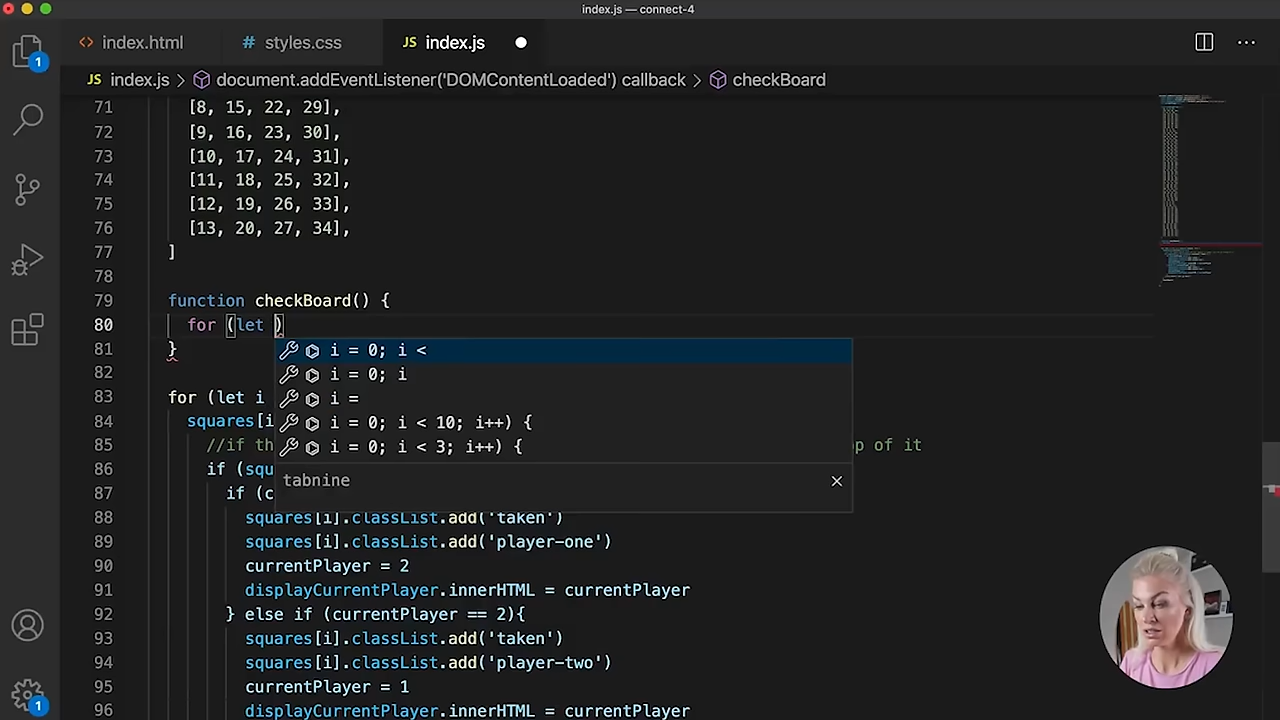 index.js — connect-4
index.html
# styles.css
JS index.js
JS index.js > document.addEventListener('DOMContentLoaded') callback > checkBoard
71 [8, 15, 22, 29],
72 [9, 16, 23, 30],
73 [10, 17, 24, 31],
74 [11, 18, 25, 32],
75 [12, 19, 26, 33],
76 [13, 20, 27, 34],
77 ]
78
79 function checkBoard() {
80 for (let )
i = 0; i <
81 }
i = 0; i
82
i =
83 for (let i
i = 0; i < 10; i++) {
84 squares[i
i = 0; i < 3; i++) {
85 //if th
op of it
86 if (squ
tabnine
87 if (c
88 squares[i].classList.add('taken')
89 squares[i].classList.add('player-one')
90 currentPlayer = 2
91 displayCurrentPlayer.innerHTML = currentPlayer
92 } else if (currentPlayer == 2){
93 squares[i].classList.add('taken')
94 squares[i].classList.add('player-two')
95 currentPlayer = 1
96 displayCurrentPlayer.innerHTML = currentPlayer
1
1